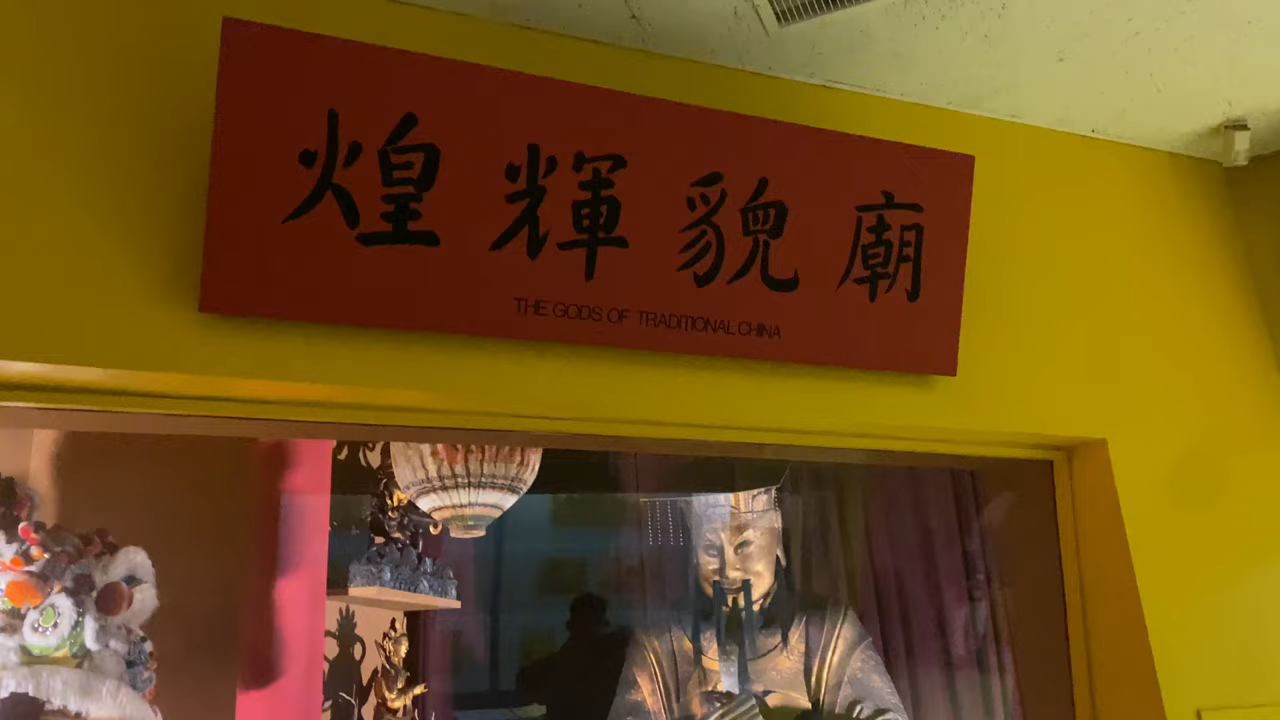 煌輝貌廟
THE GODS OF TRADITIONAL CHINA